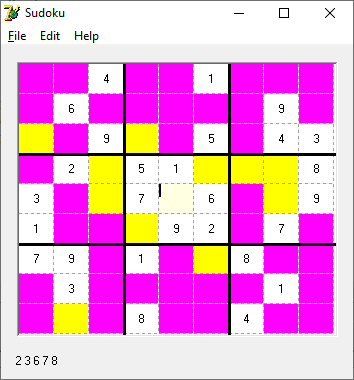 Sudoku
File Edit Help
4 1
6 9
9 5 4 3
2 5 1 8
3 7 6 9
1 9 2 7
7 9 1 8
3 1
8 4
2 3 6 7 8